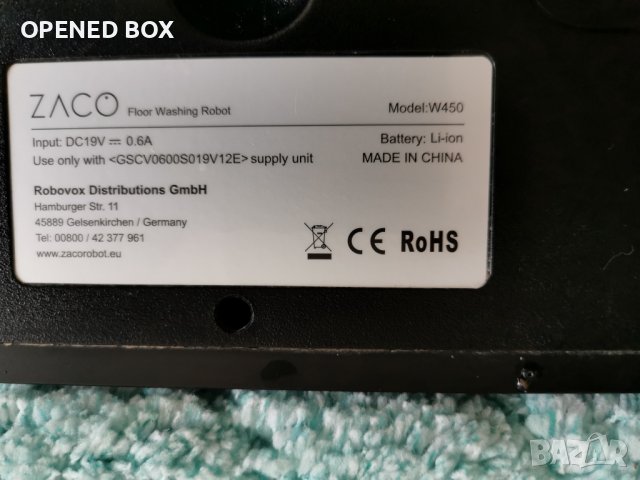 OPENED BOX
ZACO Floor Washing Robot Model:W450
Input: DC19V ⎓ 0.6A Battery: Li-ion
Use only with <GSCV0600S019V12E> supply unit MADE IN CHINA
Robovox Distributions GmbH
Hamburger Str. 11
45889 Gelsenkirchen / Germany
Tel: 00800 / 42 377 961
www.zacorobot.eu
CE RoHS
BAZAR